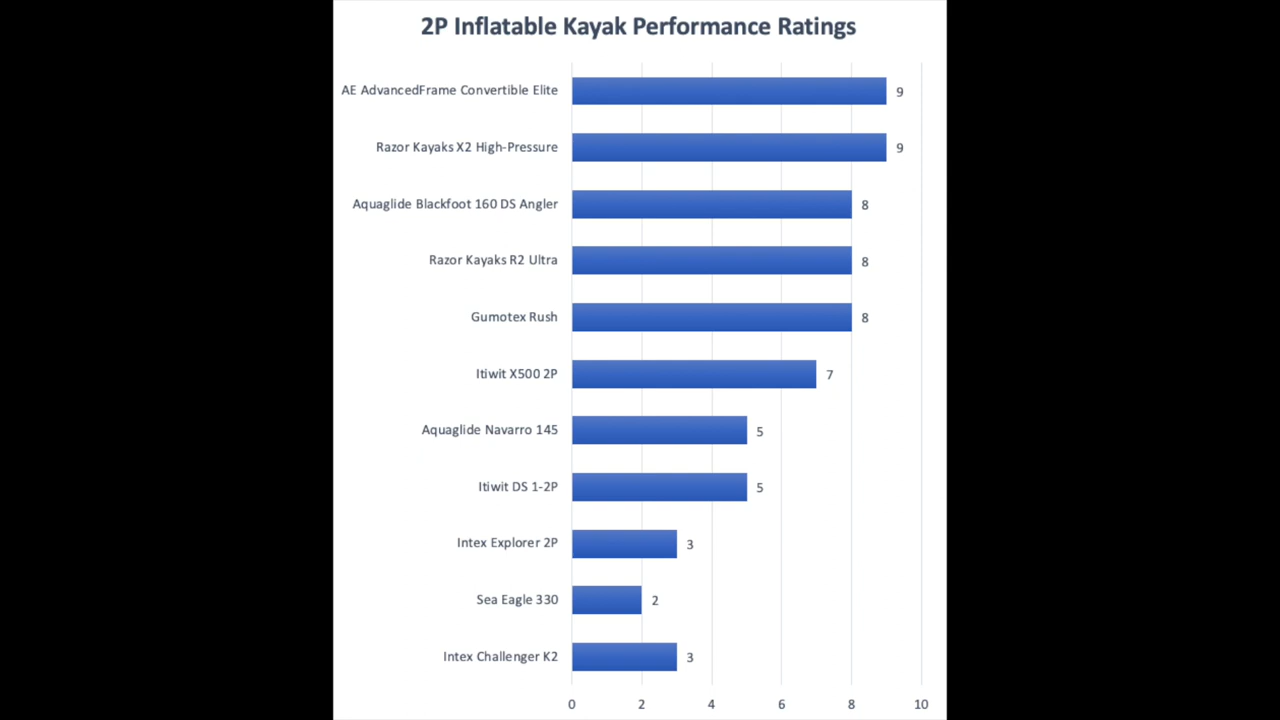 2P Inflatable Kayak Performance Ratings
AE AdvancedFrame Convertible Elite 9
Razor Kayaks X2 High-Pressure 9
Aquaglide Blackfoot 160 DS Angler 8
Razor Kayaks R2 Ultra 8
Gumotex Rush 8
Itiwit X500 2P 7
Aquaglide Navarro 145 5
Itiwit DS 1-2P 5
Intex Explorer 2P 3
Sea Eagle 330 2
Intex Challenger K2 3
0 2 4 6 8 10